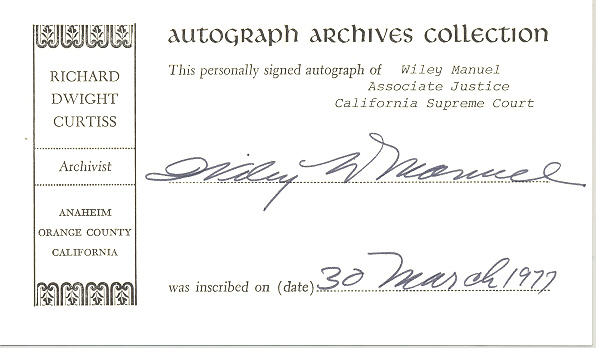 AUTOGRAPH ARCHIVES COLLECTION
RICHARD
DWIGHT
CURTISS
Archivist
ANAHEIM
ORANGE COUNTY
CALIFORNIA
This personally signed autograph of Wiley Manuel
Associate Justice
California Supreme Court
Wiley W Manuel
was inscribed on (date) 30 March 1977